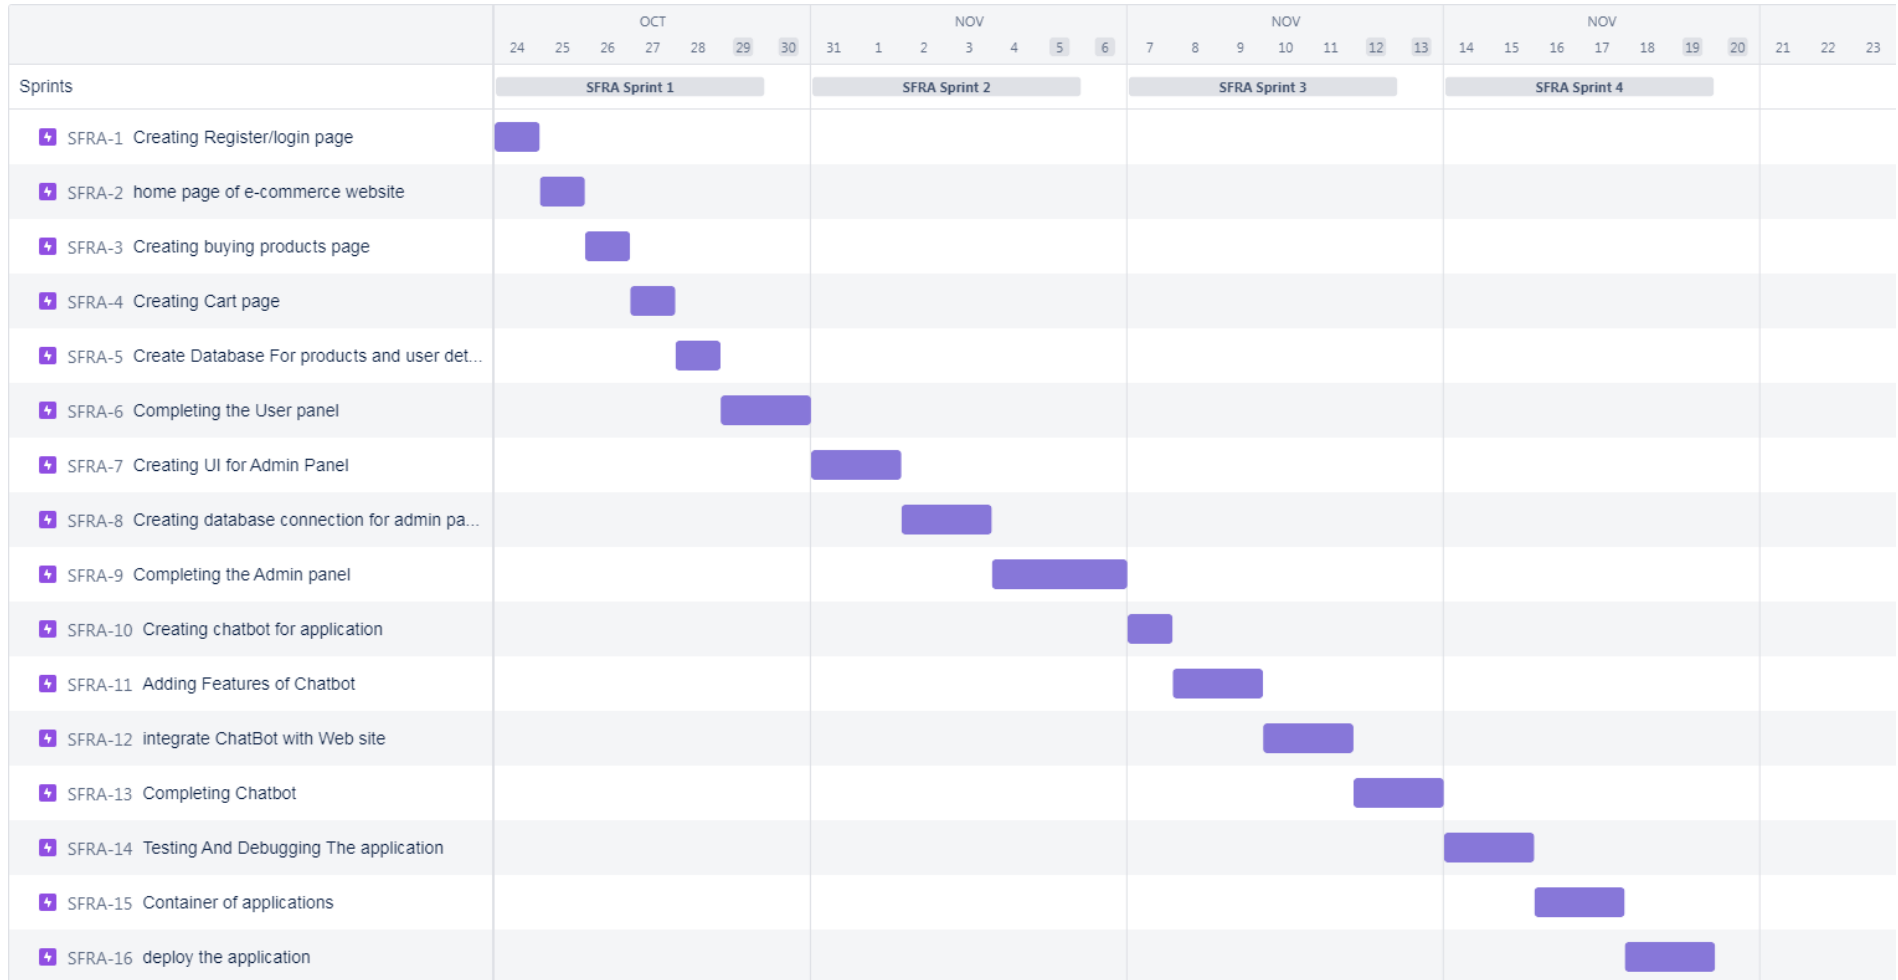 OCT NOV NOV NOV
24 25 26 27 28 29 30 31 1 2 3 4 5 6 7 8 9 10 11 12 13 14 15 16 17 18 19 20 21 22 23
Sprints SFRA Sprint 1 SFRA Sprint 2 SFRA Sprint 3 SFRA Sprint 4
SFRA-1 Creating Register/login page
SFRA-2 home page of e-commerce website
SFRA-3 Creating buying products page
SFRA-4 Creating Cart page
SFRA-5 Create Database For products and user det...
SFRA-6 Completing the User panel
SFRA-7 Creating UI for Admin Panel
SFRA-8 Creating database connection for admin pa...
SFRA-9 Completing the Admin panel
SFRA-10 Creating chatbot for application
SFRA-11 Adding Features of Chatbot
SFRA-12 integrate ChatBot with Web site
SFRA-13 Completing Chatbot
SFRA-14 Testing And Debugging The application
SFRA-15 Container of applications
SFRA-16 deploy the application